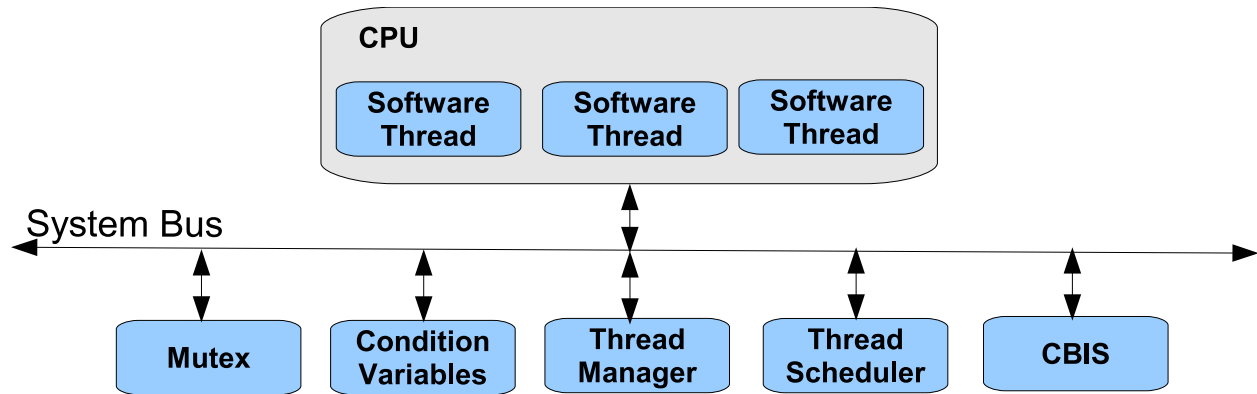 CPU
Software
Thread
Software
Thread
Software
Thread
System Bus
Mutex
Condition
Variables
Thread
Manager
Thread
Scheduler
CBIS